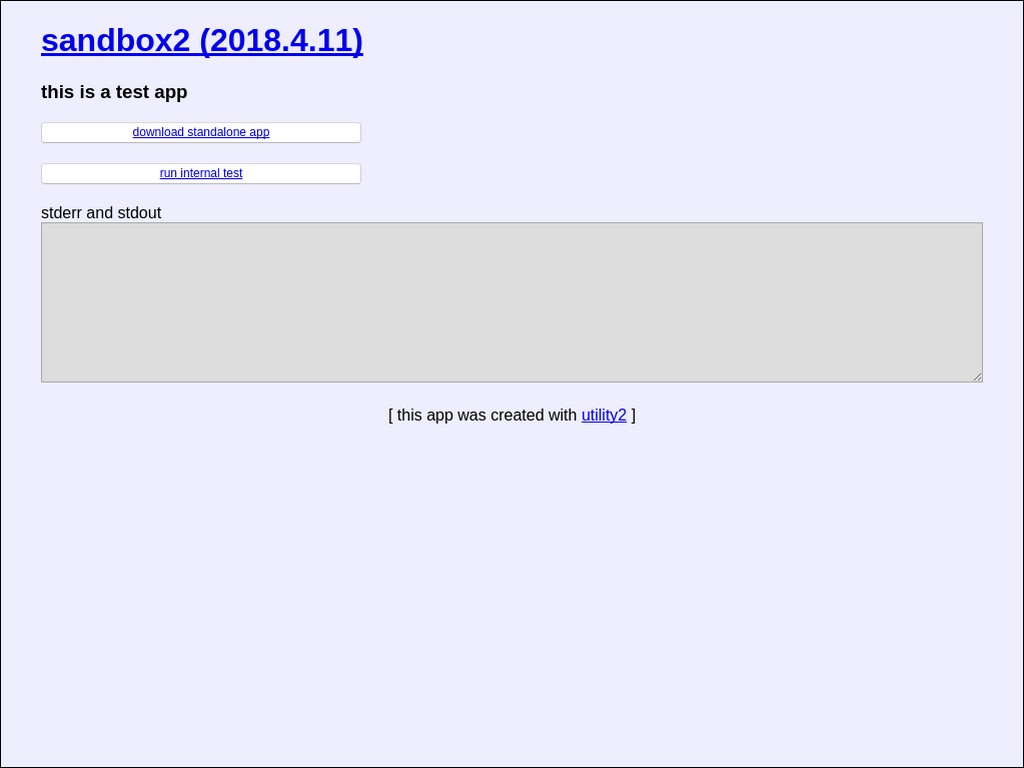 sandbox2 (2018.4.11)
this is a test app
download standalone app
run internal test
stderr and stdout
[ this app was created with utility2 ]